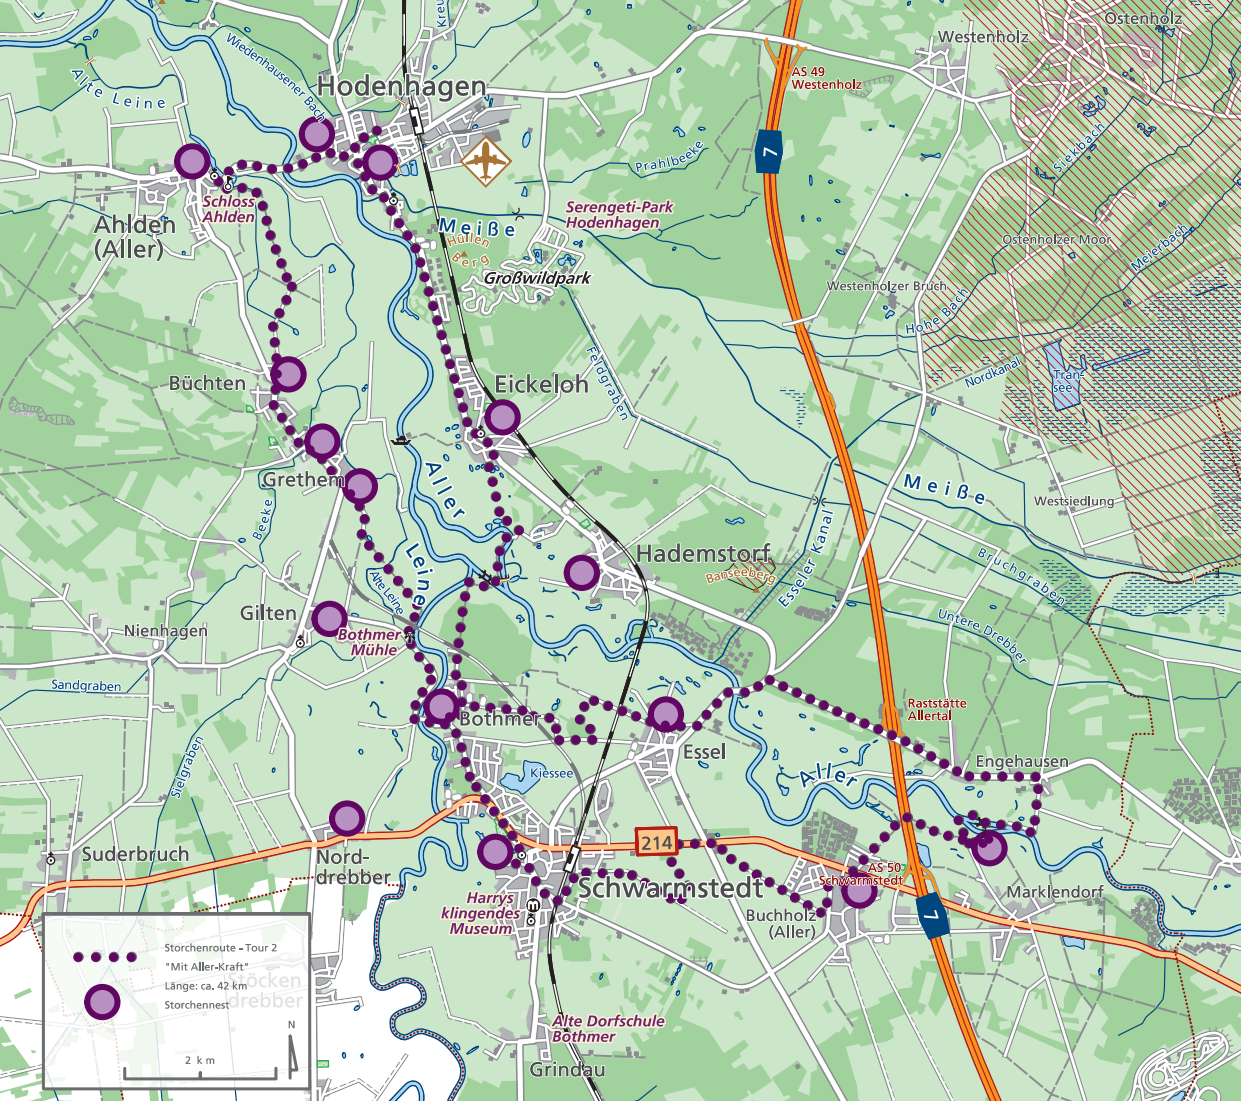 Kreu
Ostenholz
Westenholz
Wiedenhausener Bach
Alte Leine
AS 49
Westenholz
Hodenhagen
7
Siekbach
Prahlbeeke
Schloss
Ahlden
Serengeti-Park
Hodenhagen
Ahlden
(Aller)
Meiße
Hüllen
Berg
Ostenholzer Moor
Meierbach
Großwildpark
Westenholzer Bruch
Hohe Bach
Feldgraben
Nordkanal
Tran-
see
Büchten
Eickeloh
Grethem
Aller
Meiße
Westsiedlung
Beeke
Esseler Kanal
Leine
Hademstorf
Banseeberg
Bruchgraben
Alte Leine
Gilten
Nienhagen
Bothmer
Mühle
Untere Drebber
Sandgraben
Bothmer
Raststätte
Allertal
Essel
Engehausen
Sielgraben
Kiessee
Aller
214
Suderbruch
Nord-
drebber
AS 50
Schwarmstedt
Schwarmstedt
Marklendorf
Harrys
klingendes
Museum
m
Buchholz
(Aller)
7
Storchenroute - Tour 2
"Mit Aller-Kraft"
Länge: ca. 42 km
Storchennest
Stöcken
drebber
N
2 km
Alte Dorfschule
Bothmer
Grindau